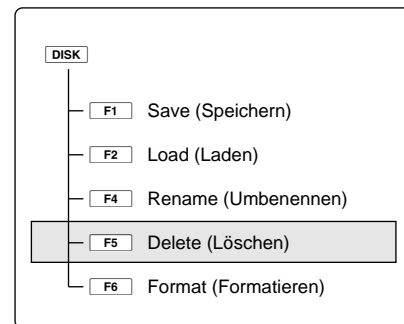 DISK
F1 Save (Speichern)
F2 Load (Laden)
F4 Rename (Umbenennen)
F5 Delete (Löschen)
F6 Format (Formatieren)